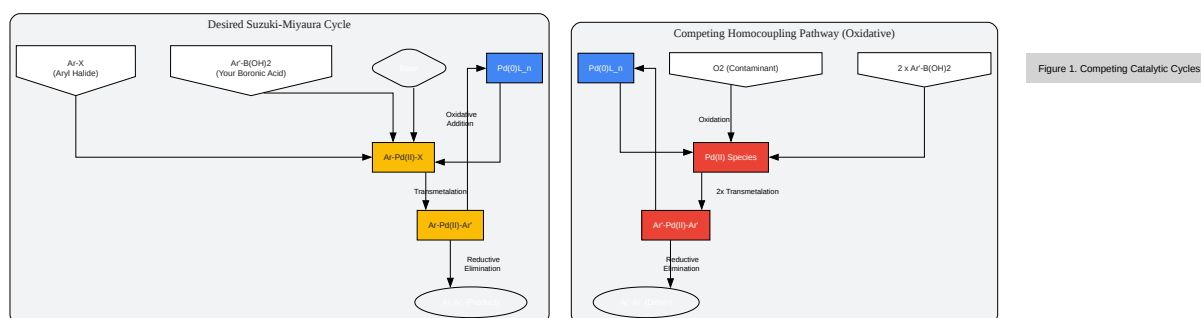 Desired Suzuki-Miyaura Cycle
Ar-X
(Aryl Halide)
Ar'-B(OH)2
(Your Boronic Acid)
Pd(0)L_n
Oxidative
Addition
Ar-Pd(II)-X
Transmetalation
Ar-Pd(II)-Ar'
Reductive
Elimination
Competing Homocoupling Pathway (Oxidative)
Pd(0)L_n
O2 (Contaminant)
2 x Ar'-B(OH)2
Oxidation
Pd(II) Species
2x Transmetalation
Ar'-Pd(II)-Ar'
Reductive
Elimination
Figure 1. Competing Catalytic Cycles